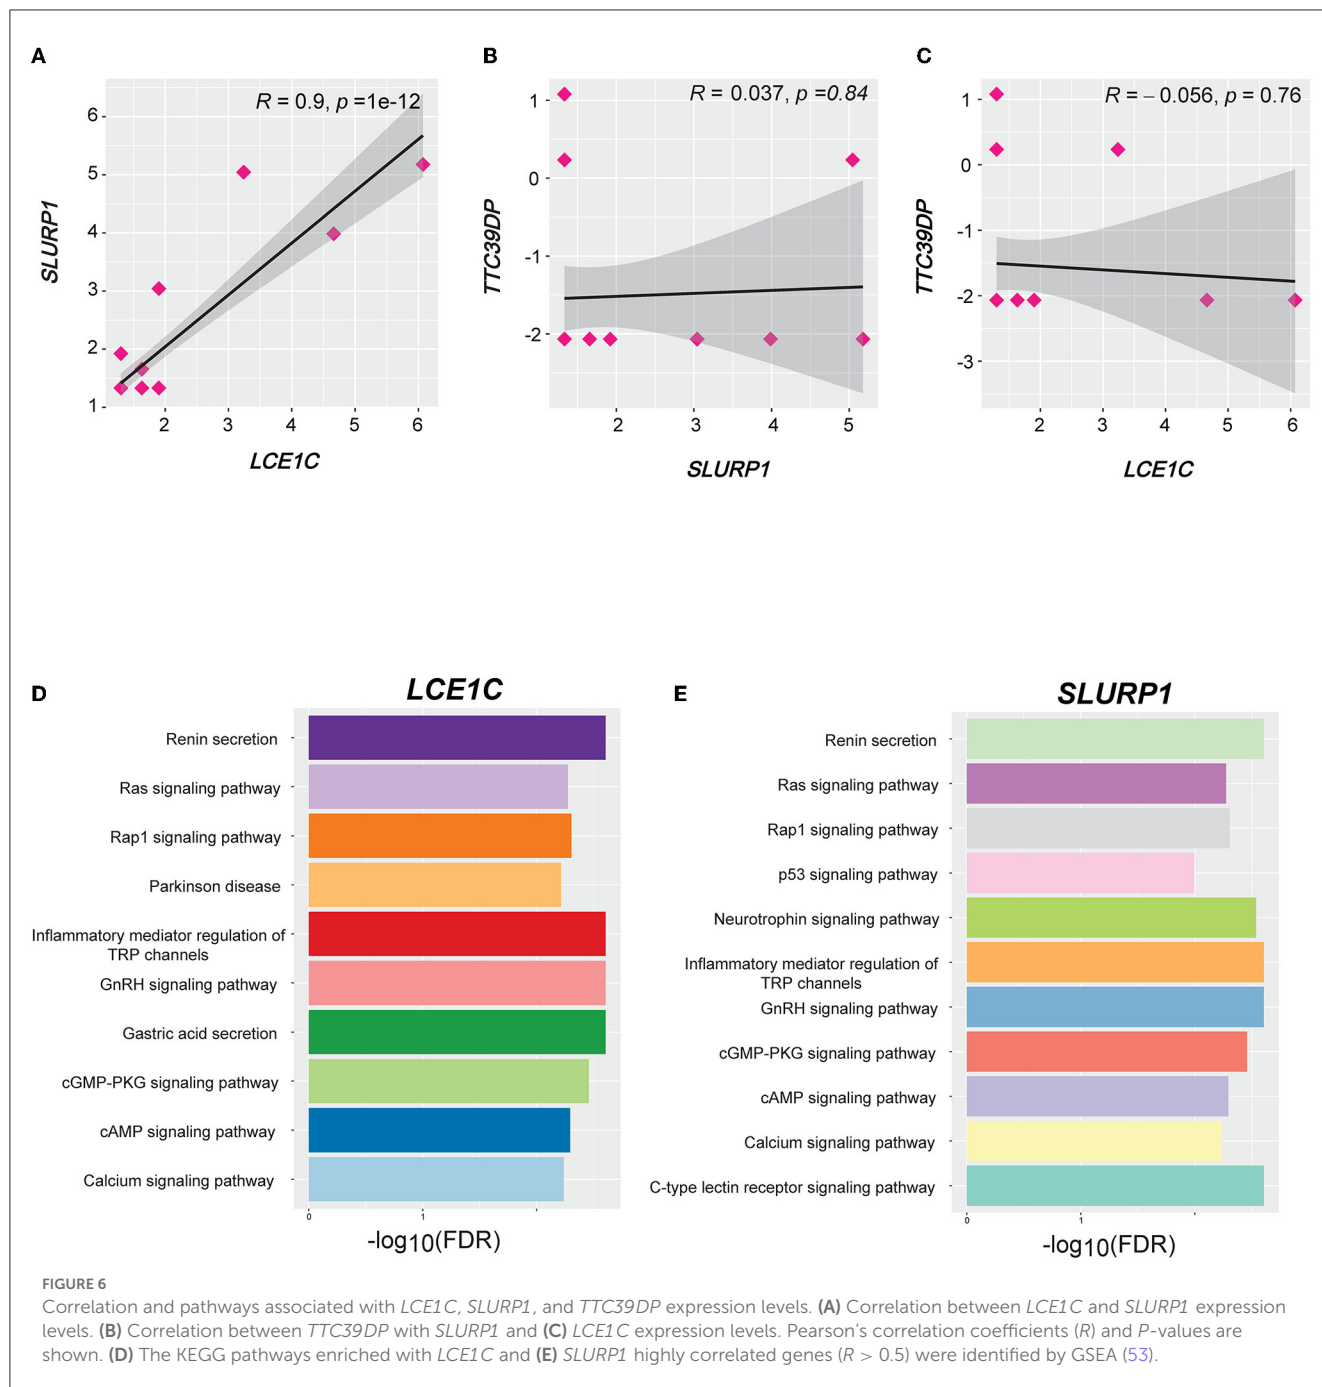 A
R = 0.9, p =1e-12
6
5
4
3
2
1
SLURP1
2
3
4
5
6
LCE1C
B
R = 0.037, p =0.84
1
0
-1
-2
TTC39DP
2
3
4
5
SLURP1
C
R = – 0.056, p = 0.76
1
0
-1
-2
-3
TTC39DP
2
3
4
5
6
LCE1C
D
LCE1C
Renin secretion
Ras signaling pathway
Rap1 signaling pathway
Parkinson disease
Inflammatory mediator regulation of
TRP channels
GnRH signaling pathway
Gastric acid secretion
cGMP-PKG signaling pathway
cAMP signaling pathway
Calcium signaling pathway
0
1
-log10(FDR)
E
SLURP1
Renin secretion
Ras signaling pathway
Rap1 signaling pathway
p53 signaling pathway
Neurotrophin signaling pathway
Inflammatory mediator regulation of
TRP channels
GnRH signaling pathway
cGMP-PKG signaling pathway
cAMP signaling pathway
Calcium signaling pathway
C-type lectin receptor signaling pathway
0
1
-log10(FDR)
FIGURE 6
Correlation and pathways associated with LCE1C, SLURP1, and TTC39DP expression levels. (A) Correlation between LCE1C and SLURP1 expression
levels. (B) Correlation between TTC39DP with SLURP1 and (C) LCE1C expression levels. Pearson's correlation coefficients (R) and P-values are
shown. (D) The KEGG pathways enriched with LCE1C and (E) SLURP1 highly correlated genes (R > 0.5) were identified by GSEA (53).